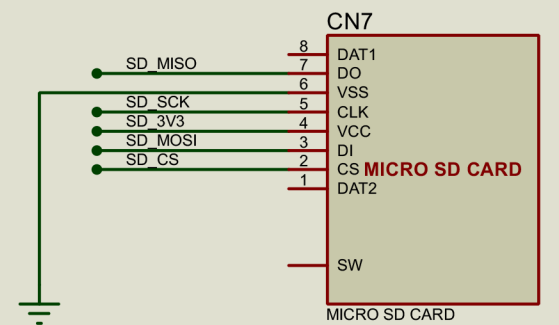 CN7
8 DAT1
SD_MISO 7 DO
6 VSS
SD_SCK 5 CLK
SD_3V3 4 VCC
SD_MOSI 3 DI
SD_CS 2 CS MICRO SD CARD
1 DAT2
SW
MICRO SD CARD